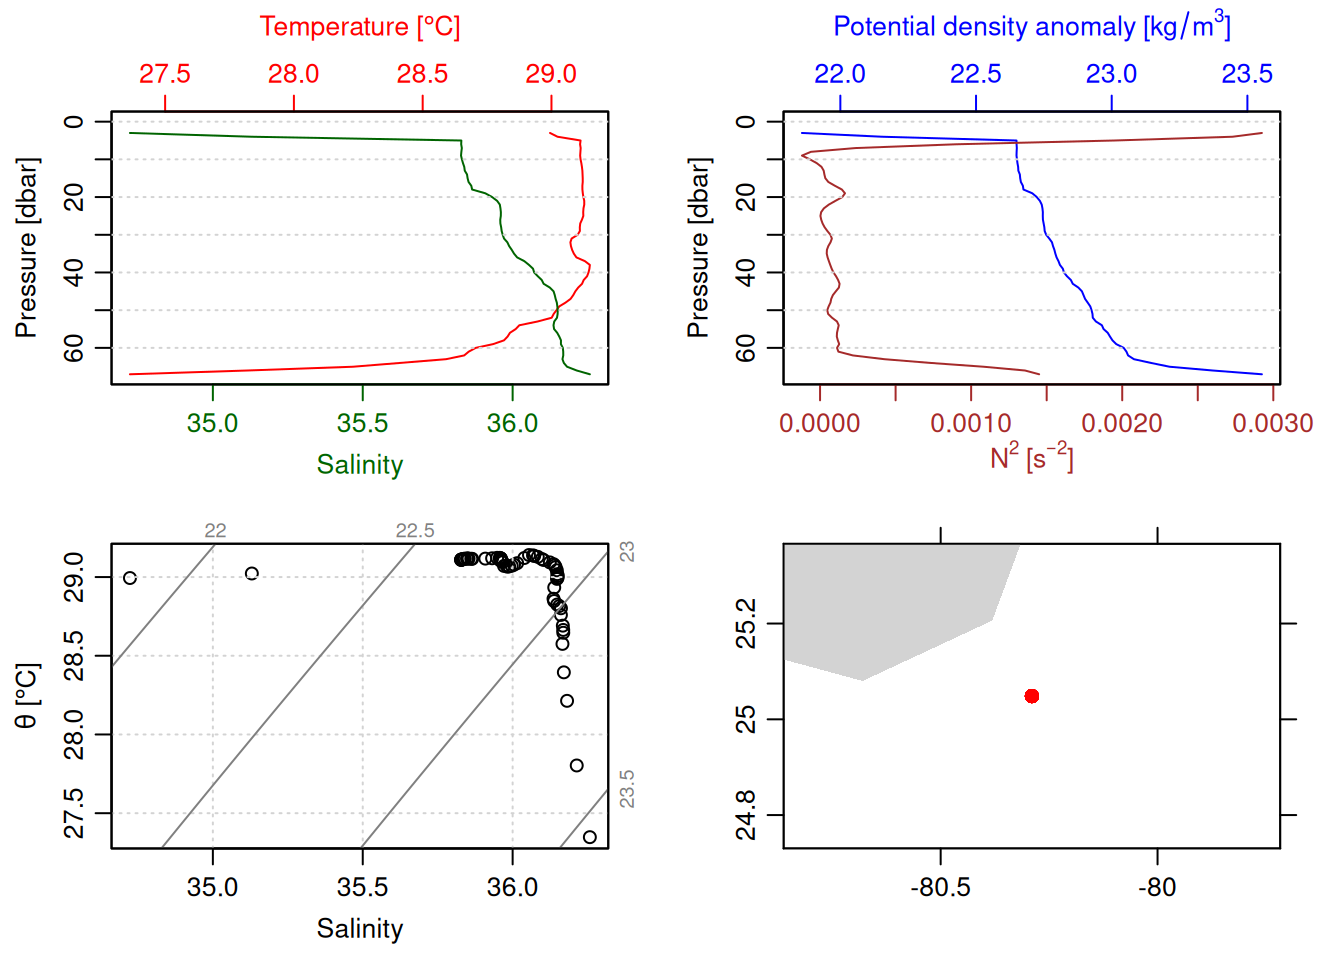 Temperature [°C]
27.5 28.0 28.5 29.0
0
20
40
60
Pressure [dbar]
35.0 35.5 36.0
Salinity
Potential density anomaly [kg/m³]
22.0 22.5 23.0 23.5
0
20
40
60
Pressure [dbar]
0.0000 0.0010 0.0020 0.0030
N² [s⁻²]
22 22.5
23
23.5
29.0
28.5
28.0
27.5
θ [°C]
35.0 35.5 36.0
Salinity
25.2
25
24.8
-80.5 -80